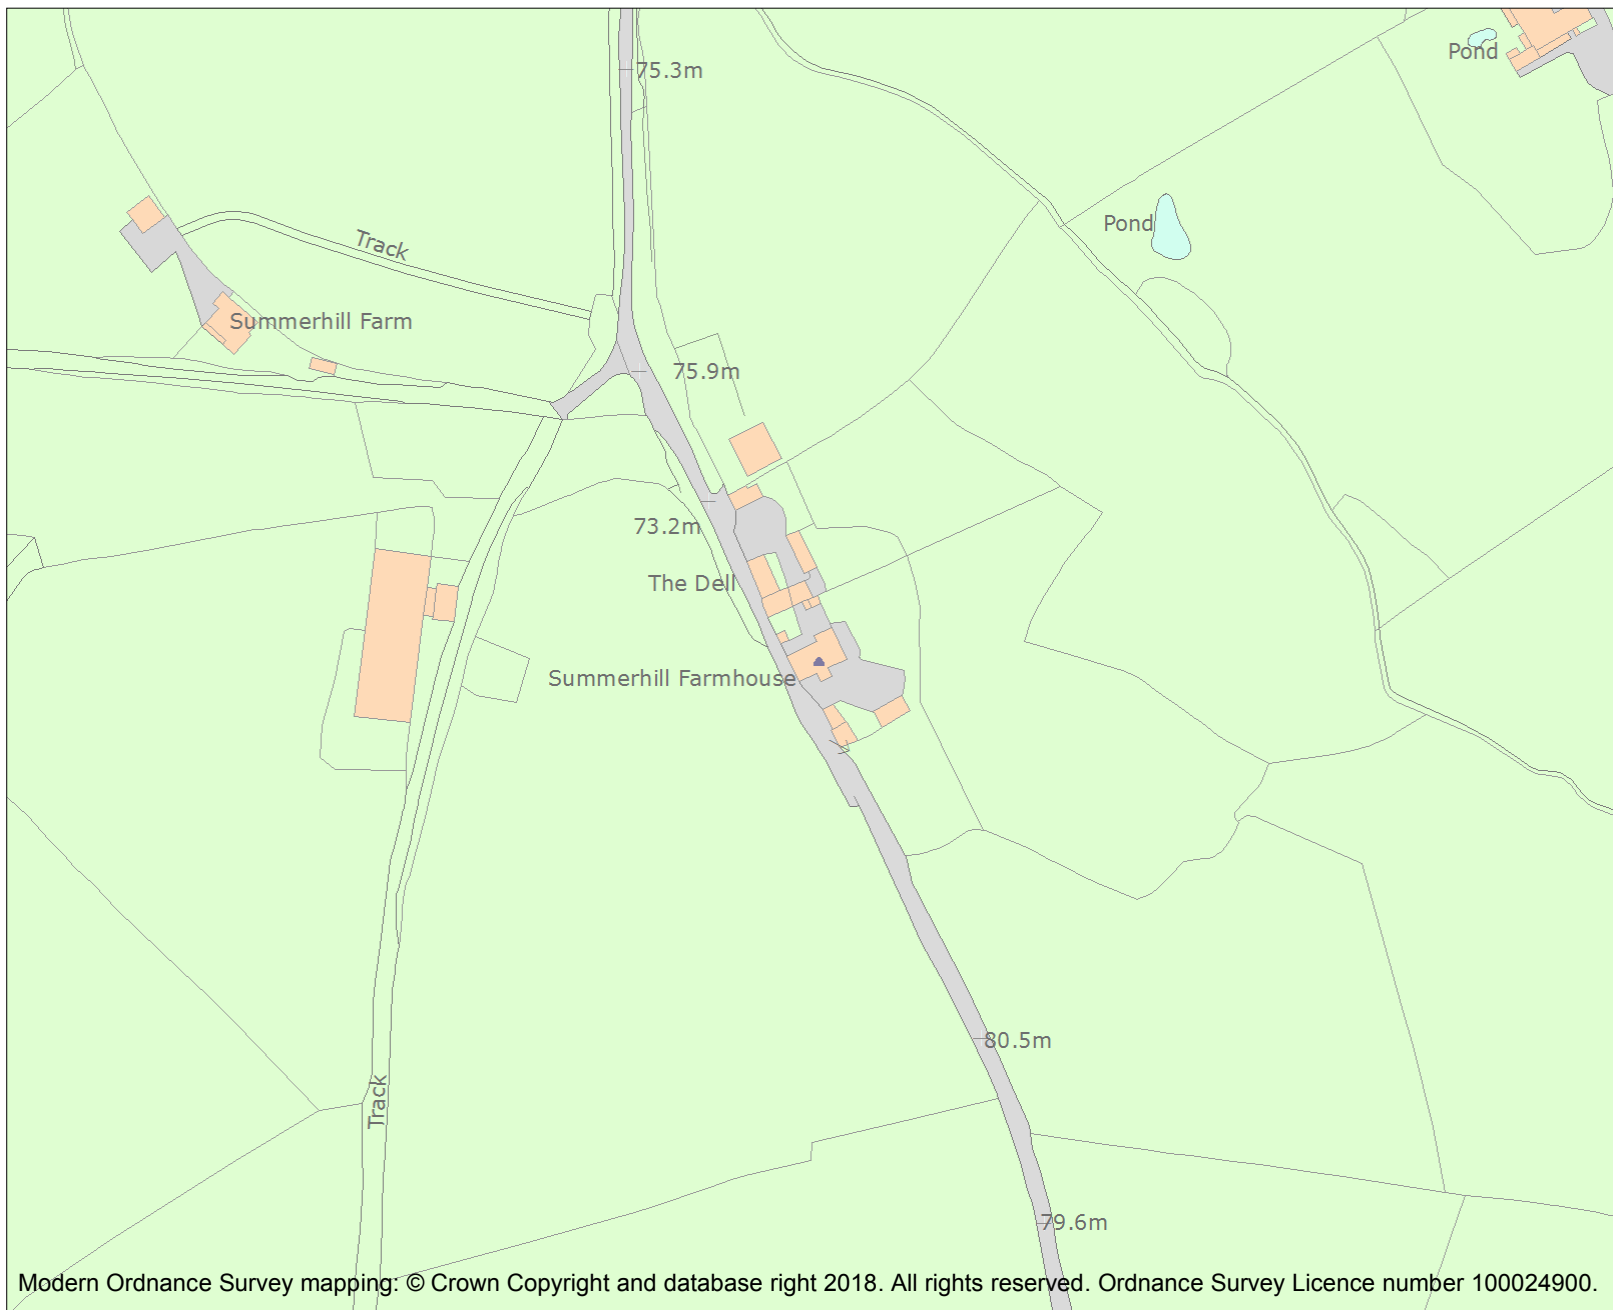 Pond
75.3m
Pond
Track
Summerhill Farm
75.9m
73.2m
The Dell
Summerhill Farmhouse
80.5m
Track
79.6m
Modern Ordnance Survey mapping: © Crown Copyright and database right 2018. All rights reserved. Ordnance Survey Licence number 100024900.